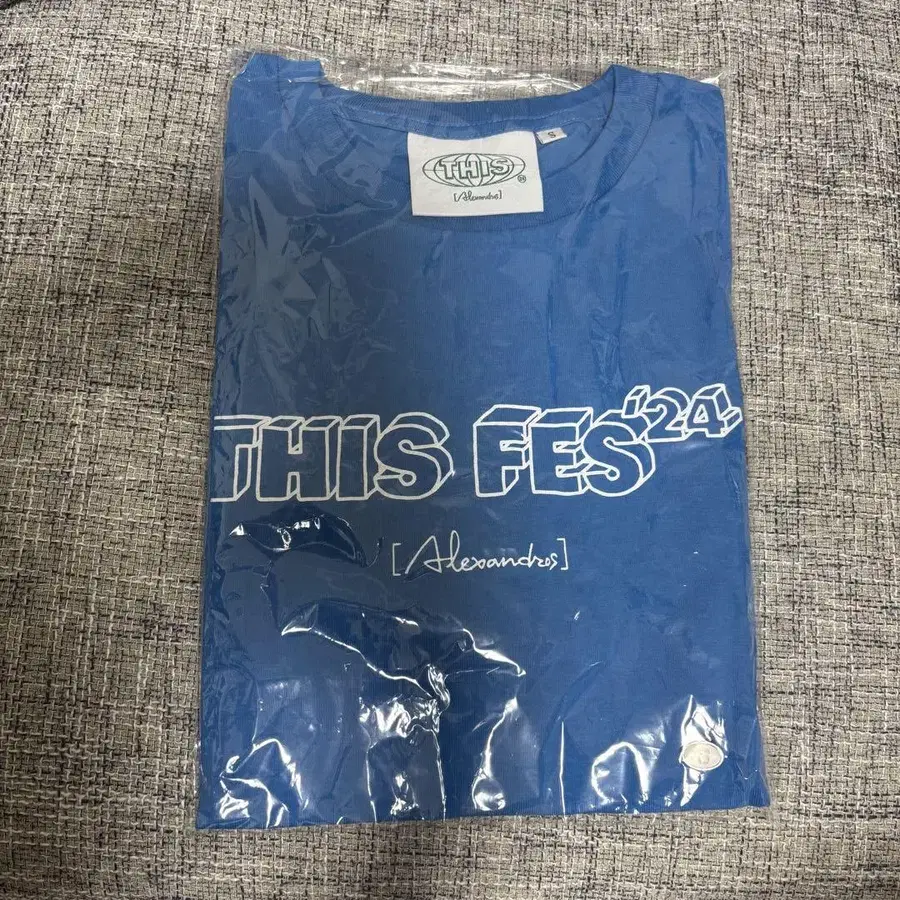 S
THIS
[Alexandros]
THIS FES '24
[Alexandros]